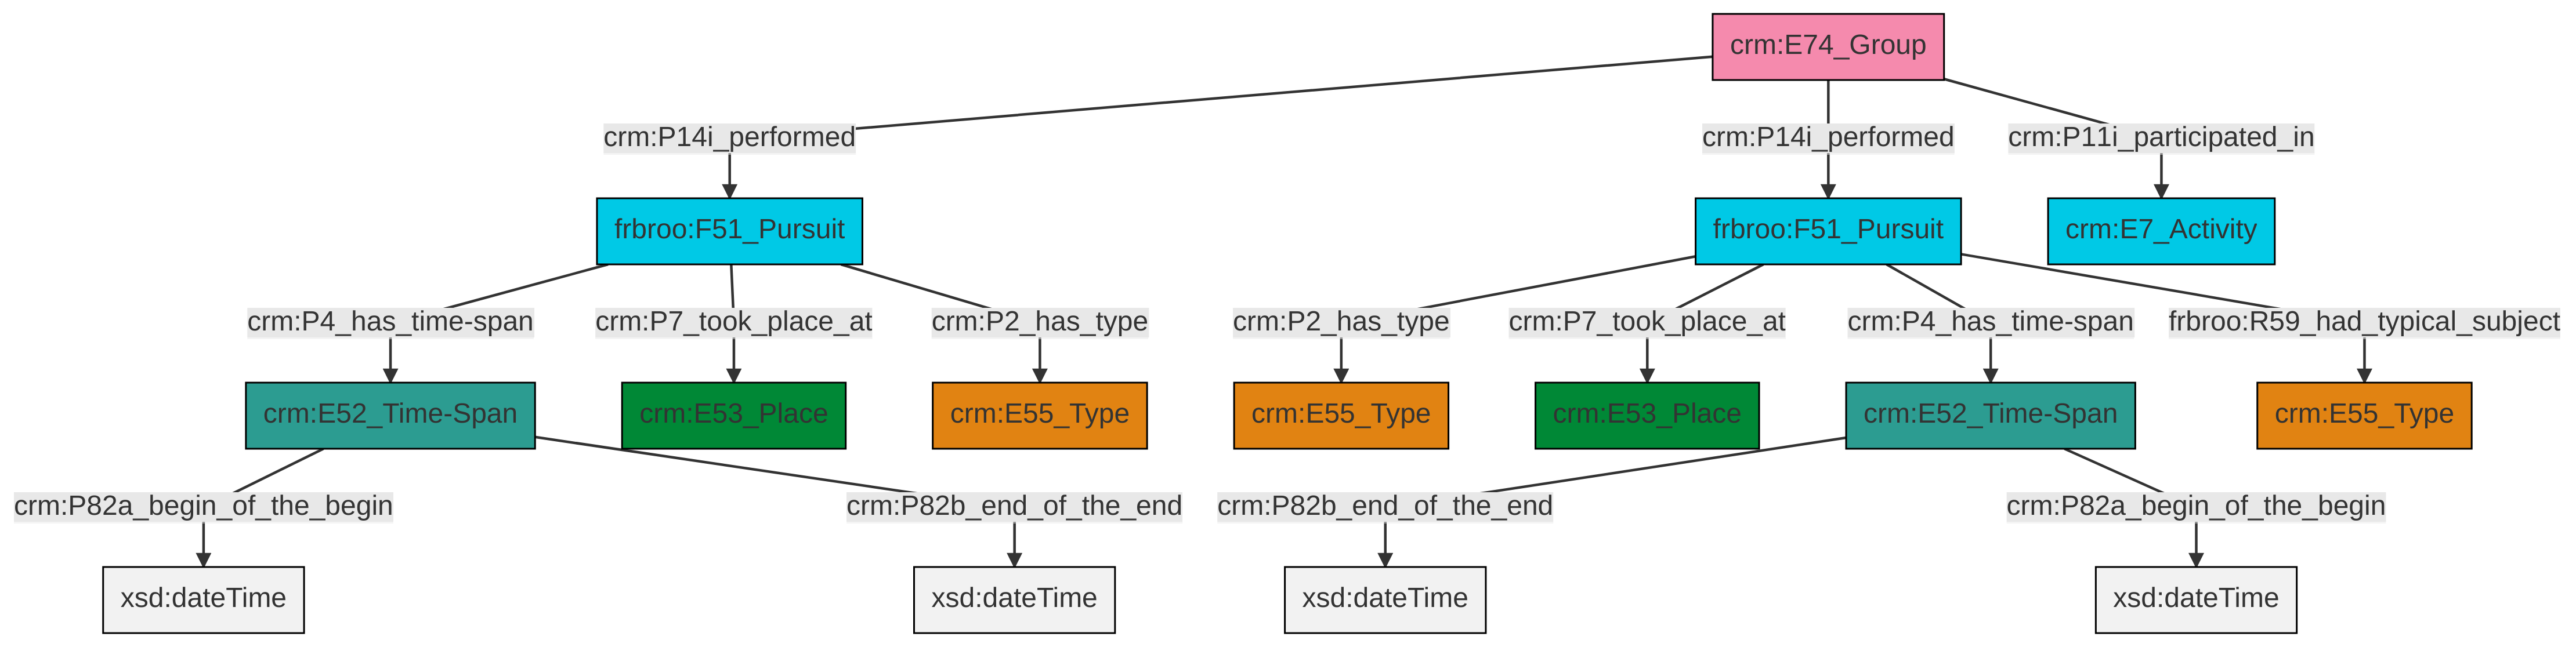 crm:E74_Group
crm:P14i_performed
crm:P14i_performed
crm:P11i_participated_in
frbroo:F51_Pursuit
frbroo:F51_Pursuit
crm:E7_Activity
crm:P4_has_time-span
crm:P7_took_place_at
crm:P2_has_type
crm:P2_has_type
crm:P7_took_place_at
crm:P4_has_time-span
frbroo:R59_had_typical_subject
crm:E52_Time-Span
crm:E53_Place
crm:E55_Type
crm:E55_Type
crm:E53_Place
crm:E52_Time-Span
crm:E55_Type
crm:P82a_begin_of_the_begin
crm:P82b_end_of_the_end
crm:P82b_end_of_the_end
crm:P82a_begin_of_the_begin
xsd:dateTime
xsd:dateTime
xsd:dateTime
xsd:dateTime